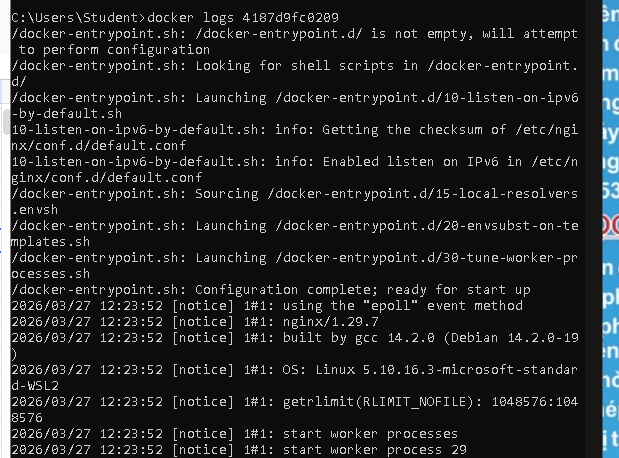 C:\Users\Student>docker logs 4187d9fc0209
/docker-entrypoint.sh: /docker-entrypoint.d/ is not empty, will attempt
 to perform configuration
/docker-entrypoint.sh: Looking for shell scripts in /docker-entrypoint.
d/
/docker-entrypoint.sh: Launching /docker-entrypoint.d/10-listen-on-ipv6
-by-default.sh
10-listen-on-ipv6-by-default.sh: info: Getting the checksum of /etc/ngi
nx/conf.d/default.conf
10-listen-on-ipv6-by-default.sh: info: Enabled listen on IPv6 in /etc/n
ginx/conf.d/default.conf
/docker-entrypoint.sh: Sourcing /docker-entrypoint.d/15-local-resolvers
.envsh
/docker-entrypoint.sh: Launching /docker-entrypoint.d/20-envsubst-on-te
mplates.sh
/docker-entrypoint.sh: Launching /docker-entrypoint.d/30-tune-worker-pr
ocesses.sh
/docker-entrypoint.sh: Configuration complete; ready for start up
2026/03/27 12:23:52 [notice] 1#1: using the "epoll" event method
2026/03/27 12:23:52 [notice] 1#1: nginx/1.29.7
2026/03/27 12:23:52 [notice] 1#1: built by gcc 14.2.0 (Debian 14.2.0-19
)
2026/03/27 12:23:52 [notice] 1#1: OS: Linux 5.10.16.3-microsoft-standar
d-WSL2
2026/03/27 12:23:52 [notice] 1#1: getrlimit(RLIMIT_NOFILE): 1048576:104
8576
2026/03/27 12:23:52 [notice] 1#1: start worker processes
2026/03/27 12:23:52 [notice] 1#1: start worker process 29